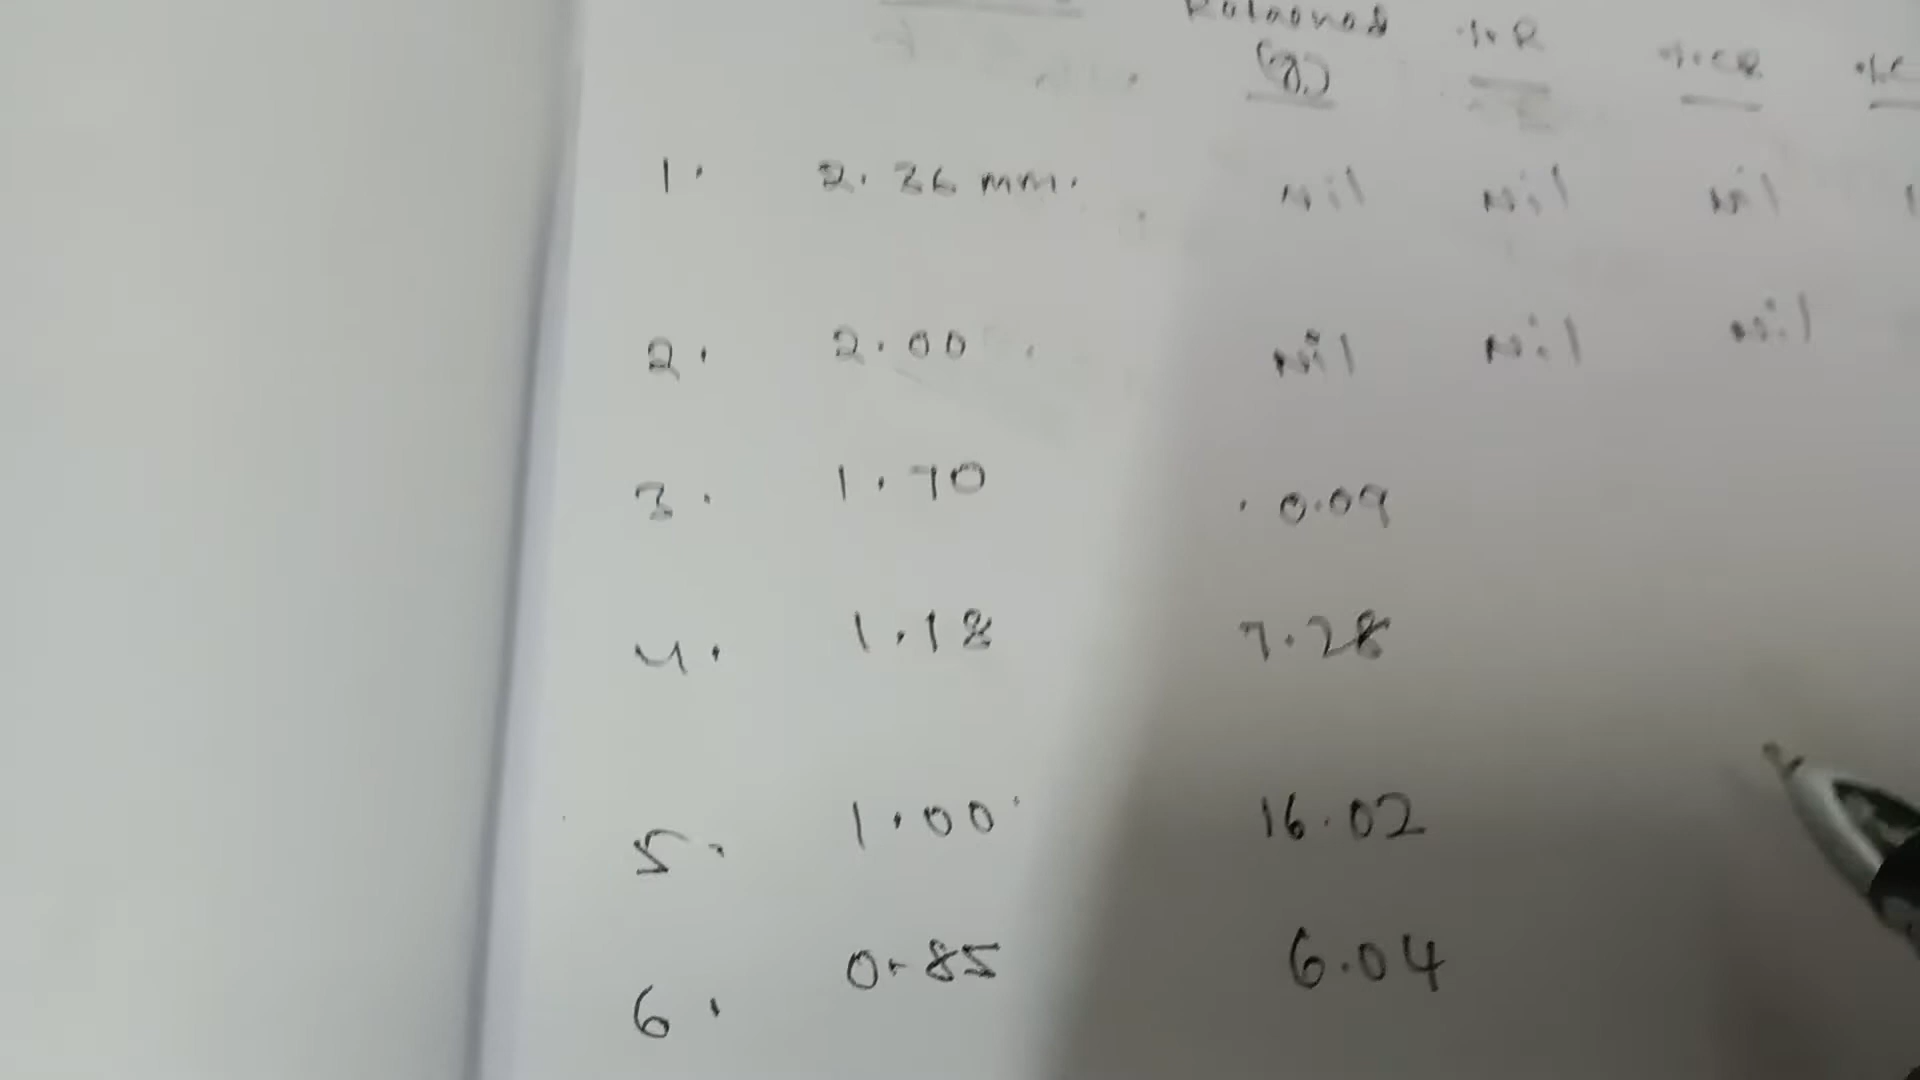 Retained %R %CR
(g)
1. 2.36 mm. Nil Nil Nil
2. 2.00 Nil Nil Nil
3. 1.70 0.09
4. 1.18 7.28
5. 1.00 16.02
6. 0.85 6.04